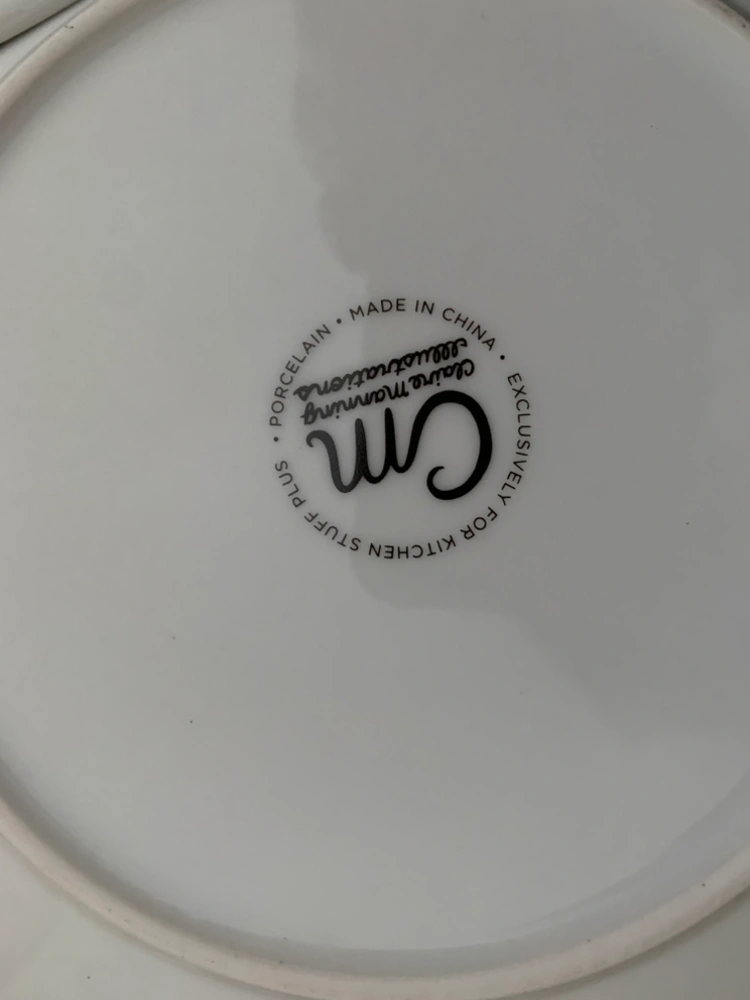 Cm
Claire Manning
illustrations
EXCLUSIVELY FOR KITCHEN STUFF PLUS • PORCELAIN • MADE IN CHINA •